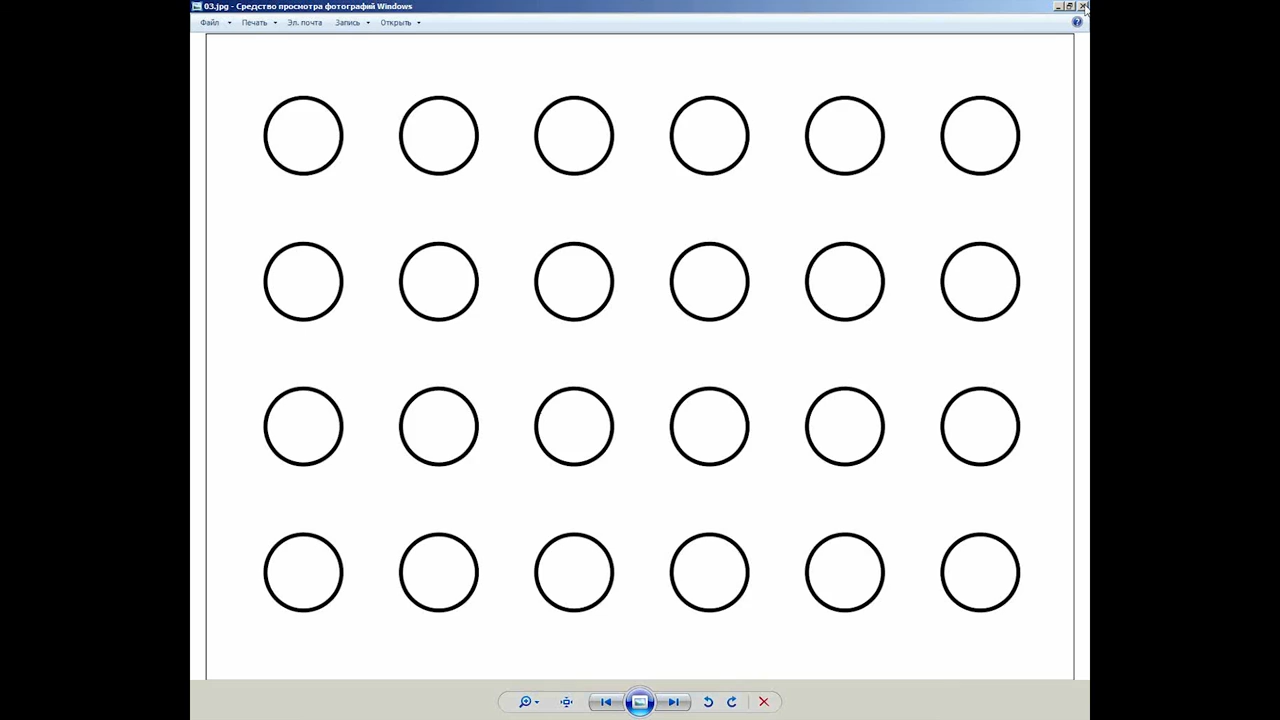 03.jpg - Средство просмотра фотографий Windows
Файл Печать Эл. почта Запись Открыть